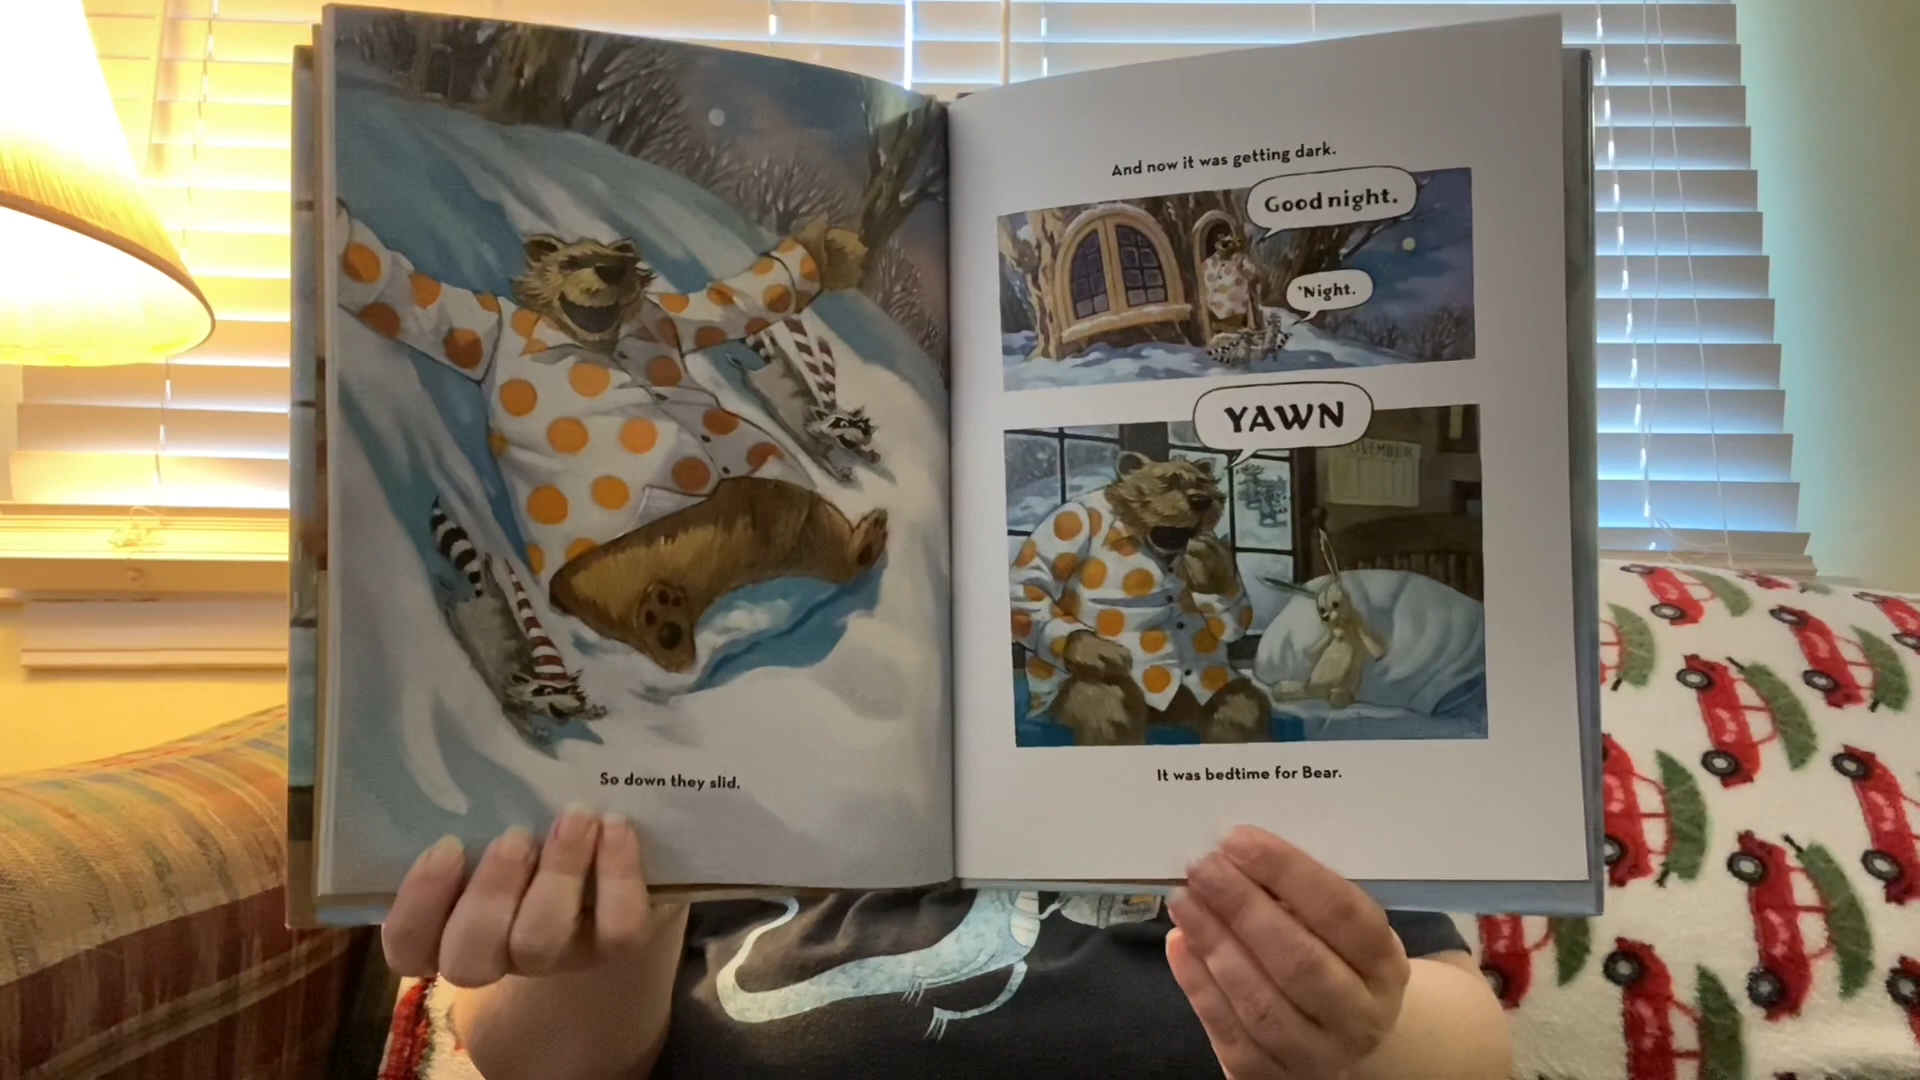 So down they slid.
And now it was getting dark.
Good night.
'Night.
YAWN
It was bedtime for Bear.